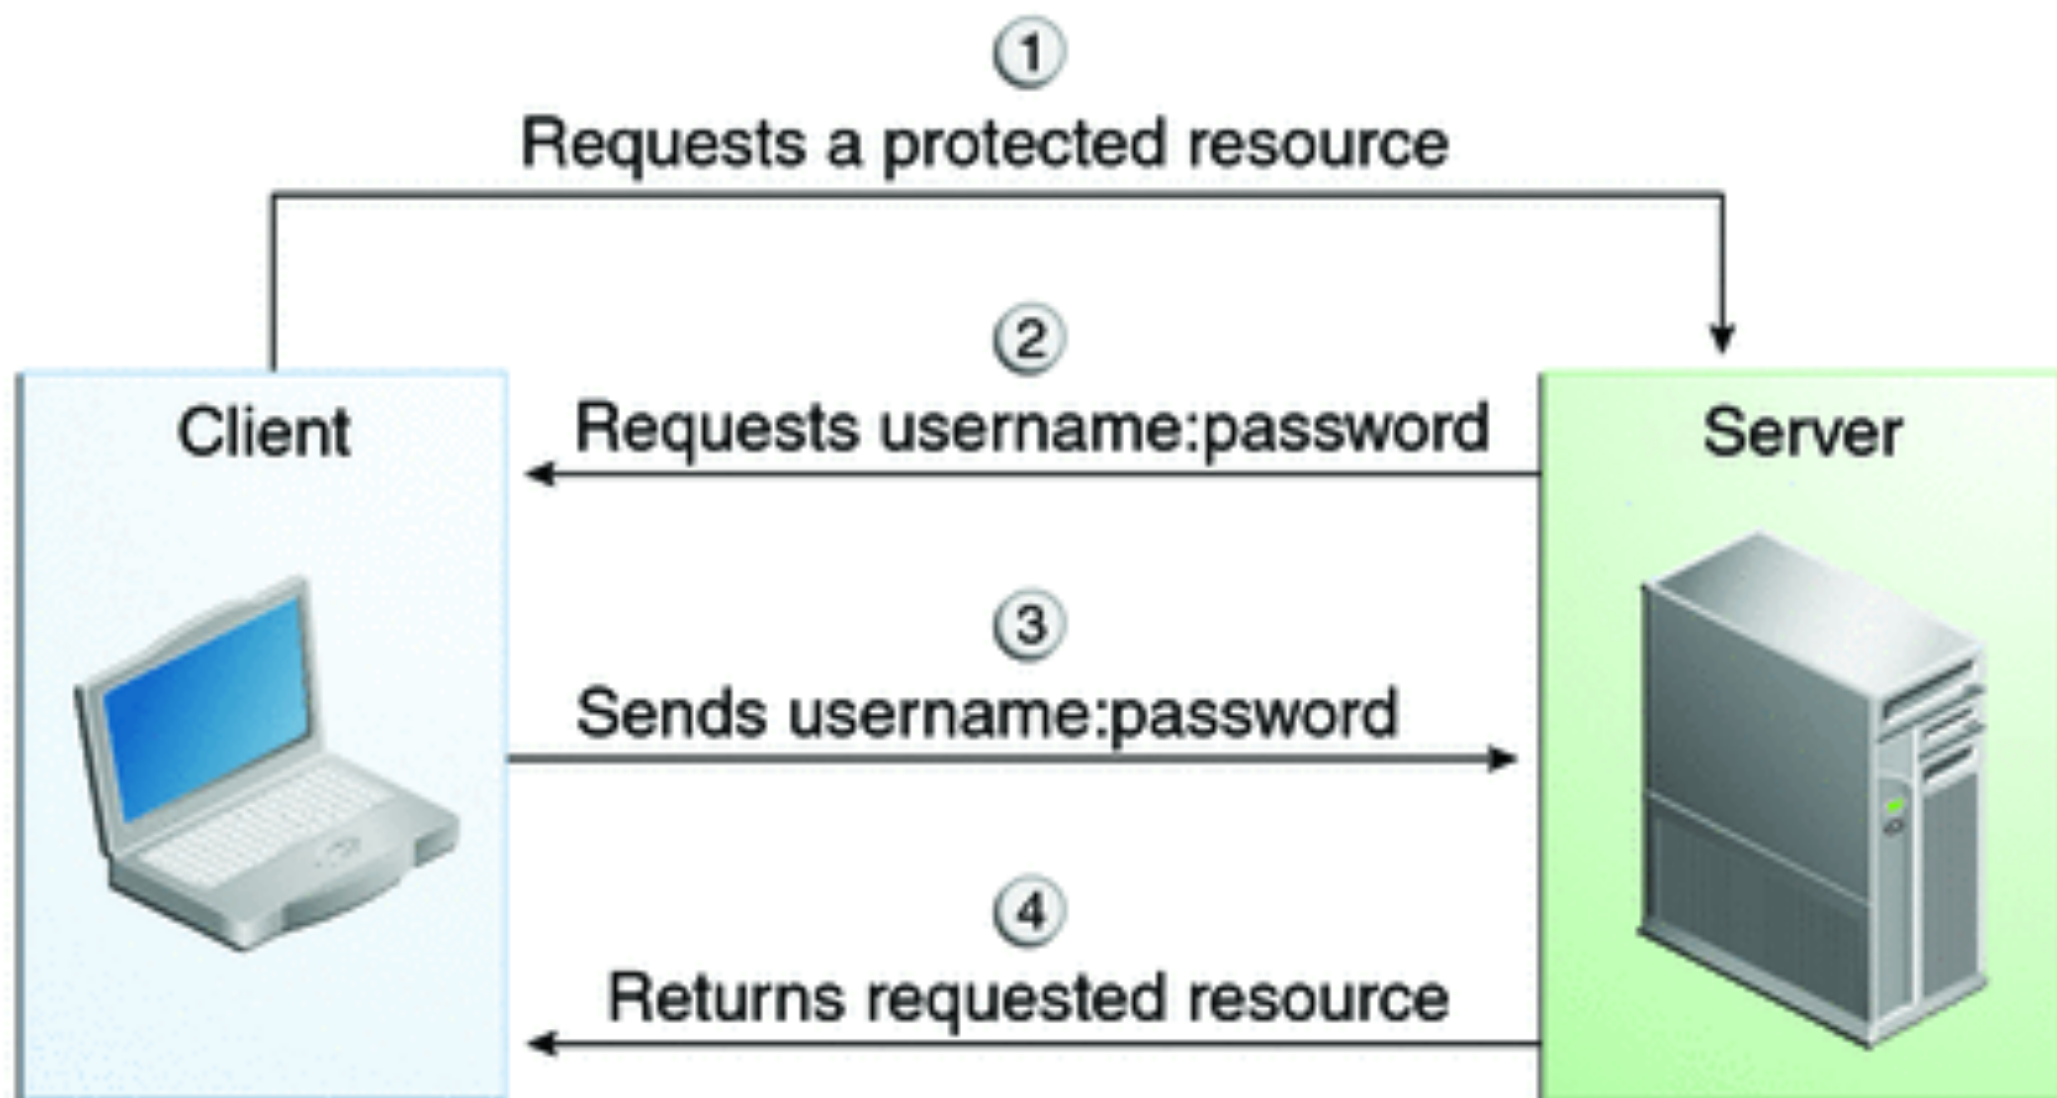 1
Requests a protected resource
2
Client
Requests username:password
Server
3
Sends username:password
4
Returns requested resource